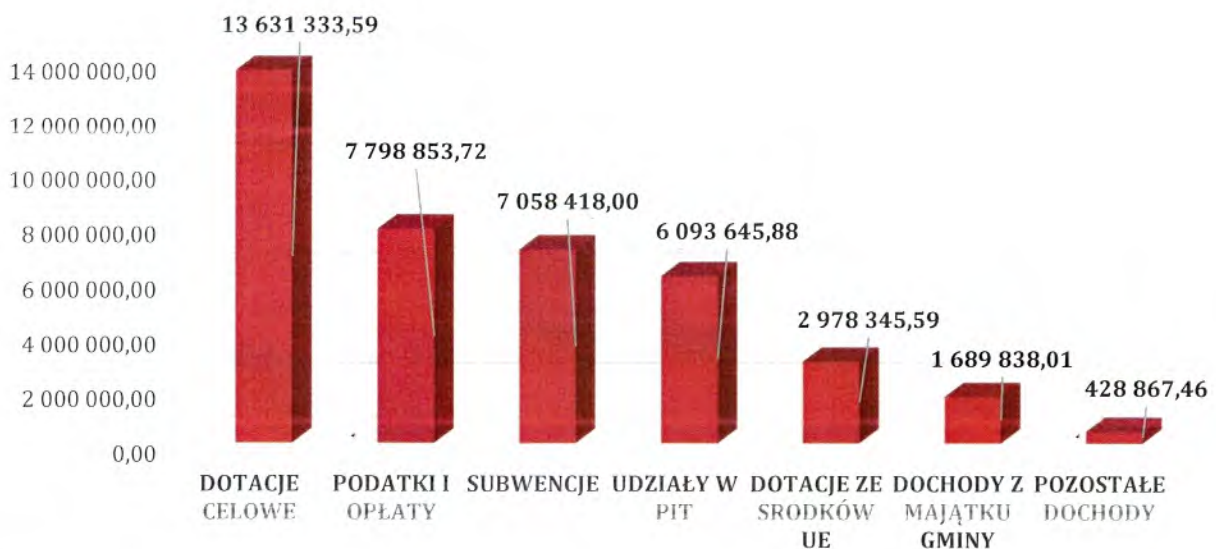 13 631 333,59
14 000 000,00
12 000 000,00
7 798 853,72
10 000 000,00
7 058 418,00
8 000 000,00
6 093 645,88
6 000 000,00
2 978 345,59
4 000 000,00
1 689 838,01
2 000 000,00
428 867,46
0,00
DOTACJE CELOWE
PODATKI I OPŁATY
SUBWENCJE
UDZIAŁY W PIT
DOTACJE ZE SRODKÓW UE
DOCHODY Z MAJĄTKU GMINY
POZOSTAŁE DOCHODY